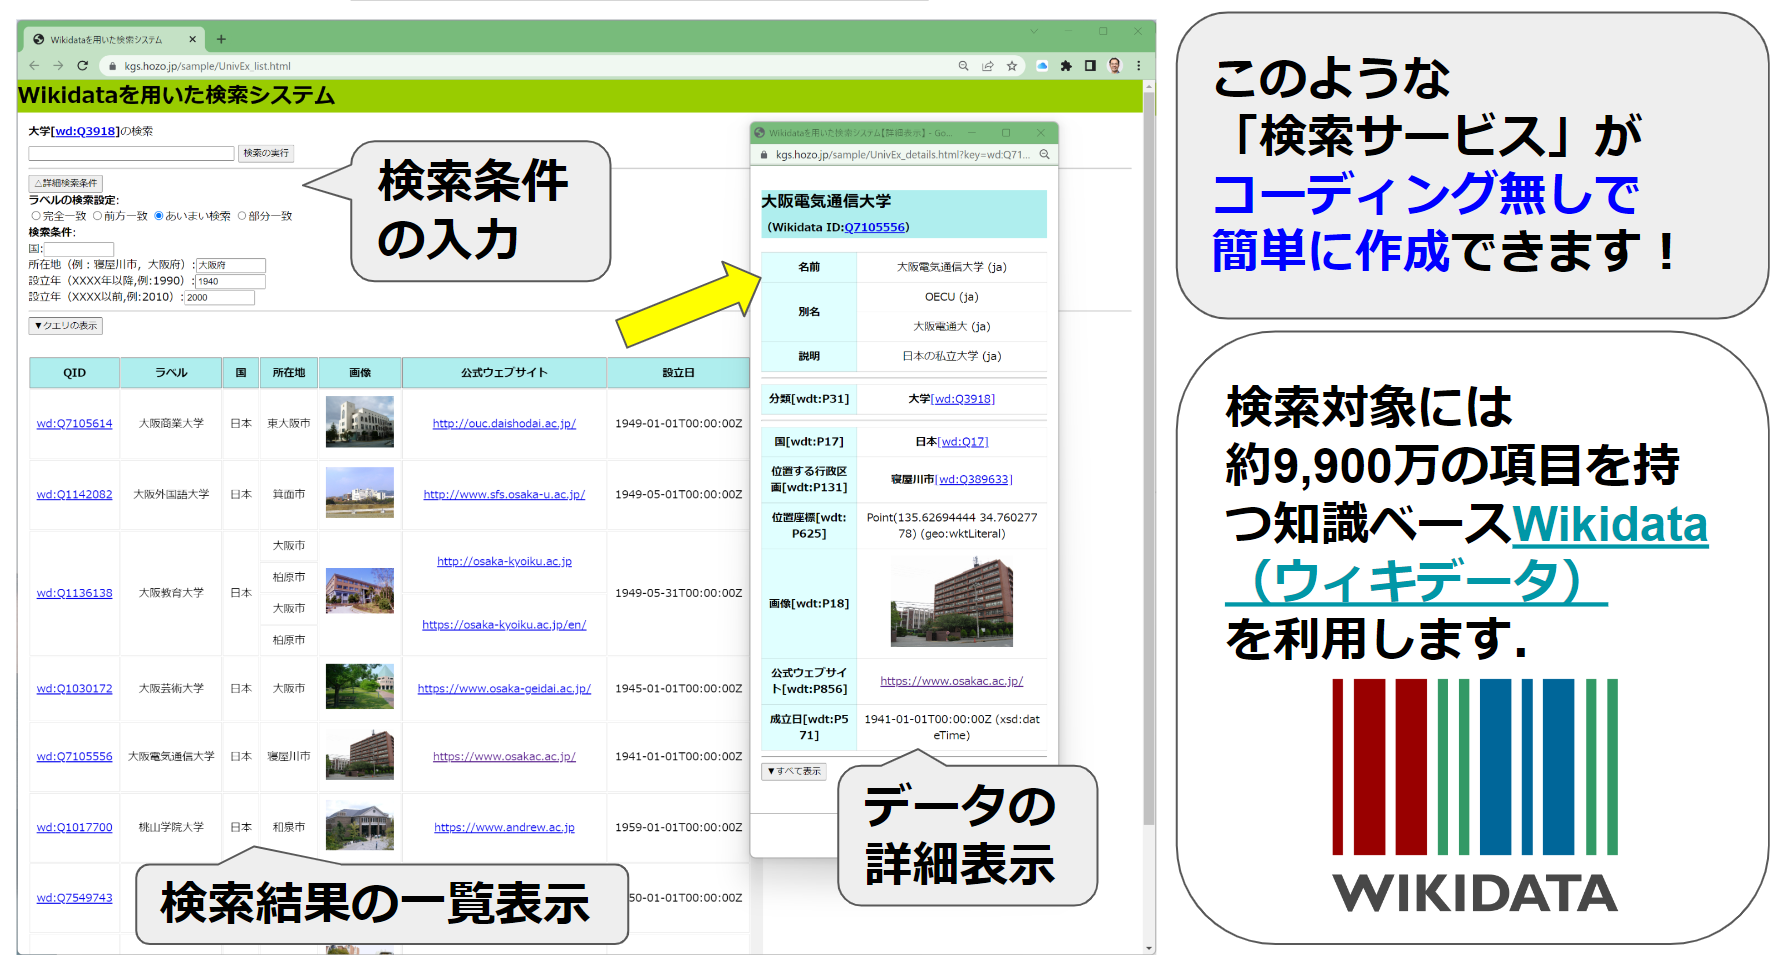 Wikidataを用いた検索システム
kgs.hozo.jp/sample/UnivEx_list.html
Wikidataを用いた検索システム
大学[wd:Q3918]の検索
検索の実行
△詳細検索条件
ラベルの検索設定:
完全一致 前方一致 あいまい検索 部分一致
検索条件:
国:
所在地（例：寝屋川市，大阪府）: 大阪府
設立年（XXXX年以降,例:1990）: 1940
設立年（XXXX以前,例:2010）: 2000
▼クエリの表示
検索条件
の入力
QID ラベル 国 所在地 画像 公式ウェブサイト 設立日
wd:Q7105614 大阪商業大学 日本 東大阪市 http://ouc.daishodai.ac.jp/ 1949-01-01T00:00:00Z
wd:Q1142082 大阪外国語大学 日本 箕面市 http://www.sfs.osaka-u.ac.jp/ 1949-05-01T00:00:00Z
大阪市
http://osaka-kyoiku.ac.jp
柏原市
wd:Q1136138 大阪教育大学 日本 1949-05-31T00:00:00Z
大阪市
https://osaka-kyoiku.ac.jp/en/
柏原市
wd:Q1030172 大阪芸術大学 日本 大阪市 https://www.osaka-geidai.ac.jp/ 1945-01-01T00:00:00Z
wd:Q7105556 大阪電気通信大学 日本 寝屋川市 https://www.osakac.ac.jp/ 1941-01-01T00:00:00Z
wd:Q1017700 桃山学院大学 日本 和泉市 https://www.andrew.ac.jp 1959-01-01T00:00:00Z
wd:Q7549743 50-01-01T00:00:00Z
検索結果の一覧表示
Wikidataを用いた検索システム【詳細表示】 - Go...
kgs.hozo.jp/sample/UnivEx_details.html?key=wd:Q71...
大阪電気通信大学
（Wikidata ID:Q7105556）
名前 大阪電気通信大学 (ja)
別名 OECU (ja)
大阪電通大 (ja)
説明 日本の私立大学 (ja)
分類[wdt:P31] 大学[wd:Q3918]
国[wdt:P17] 日本[wd:Q17]
位置する行政区
画[wdt:P131]
寝屋川市[wd:Q389633]
位置座標[wdt:
P625]
Point(135.62694444 34.760277
78) (geo:wktLiteral)
画像[wdt:P18]
公式ウェブサイ
ト[wdt:P856]
https://www.osakac.ac.jp/
成立日[wdt:P5
71]
1941-01-01T00:00:00Z (xsd:dat
eTime)
▼すべて表示
データの
詳細表示
このような
「検索サービス」が
コーディング無しで
簡単に作成できます！
検索対象には
約9,900万の項目を持
つ知識ベースWikidata
（ウィキデータ）
を利用します．
WIKIDATA